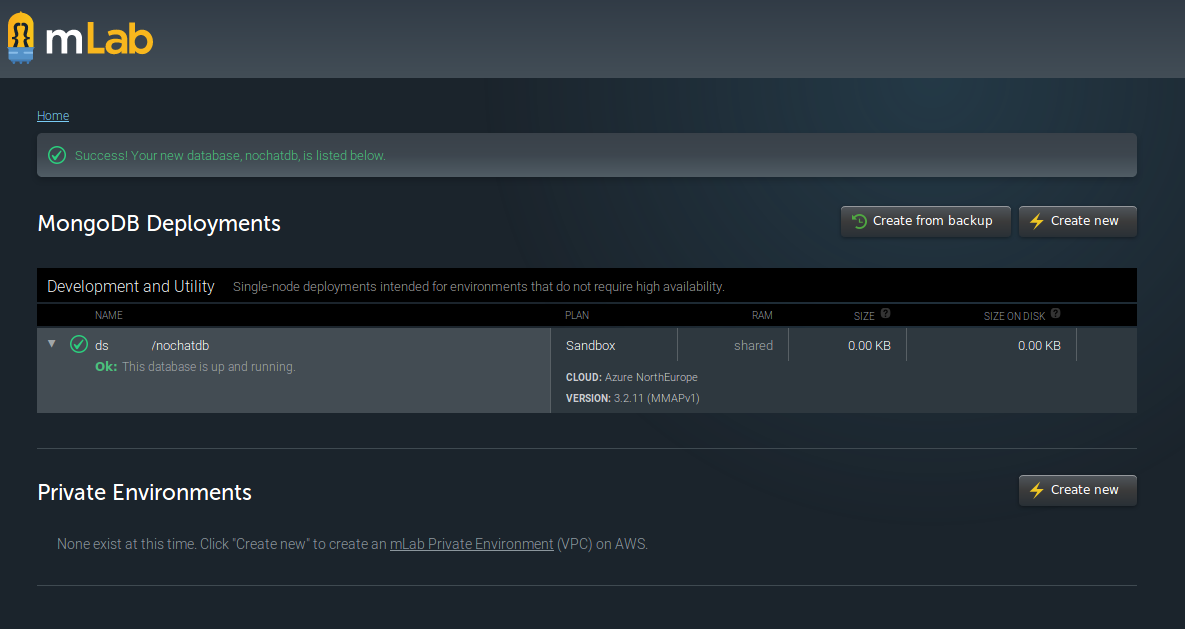 mLab
Home
Success! Your new database, nochatdb, is listed below.
MongoDB Deployments
Create from backup
Create new
Development and Utility Single-node deployments intended for environments that do not require high availability.
NAME PLAN RAM SIZE ? SIZE ON DISK ?
ds /nochatdb Sandbox shared 0.00 KB 0.00 KB
Ok: This database is up and running.
CLOUD: Azure NorthEurope
VERSION: 3.2.11 (MMAPv1)
Private Environments
Create new
None exist at this time. Click "Create new" to create an mLab Private Environment (VPC) on AWS.